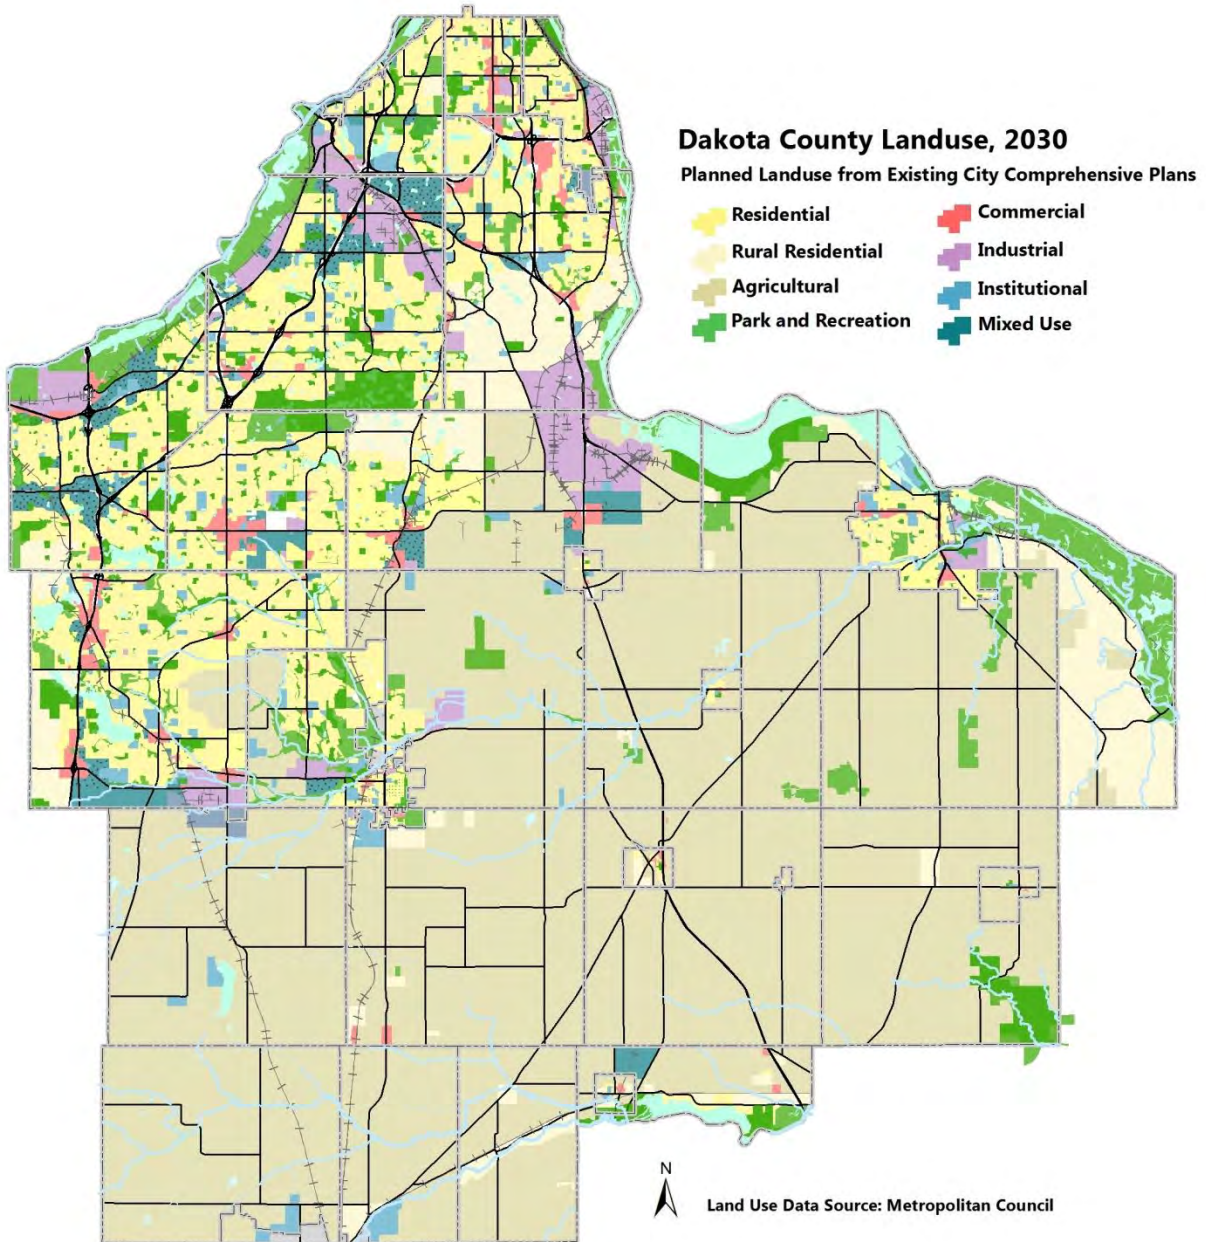 Dakota County Landuse, 2030
Planned Landuse from Existing City Comprehensive Plans
Residential
Commercial
Rural Residential
Industrial
Agricultural
Institutional
Park and Recreation
Mixed Use
N
Land Use Data Source: Metropolitan Council